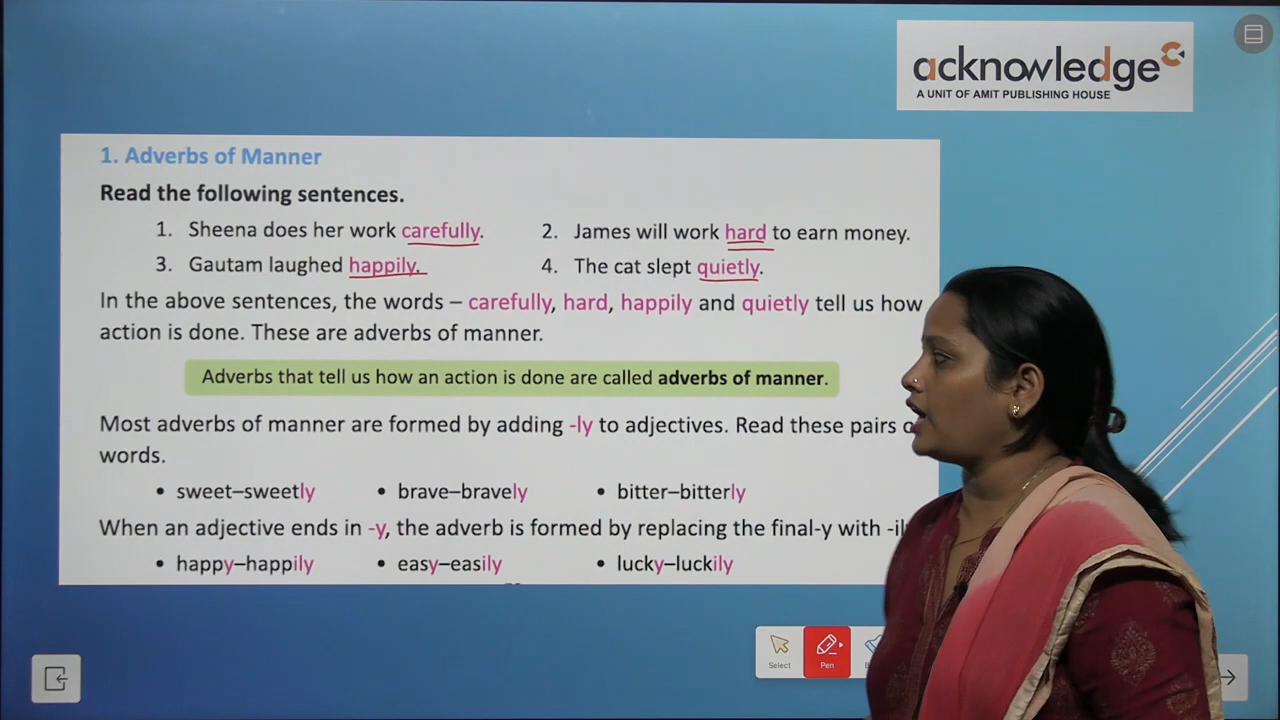 acknowledge
A UNIT OF AMIT PUBLISHING HOUSE
1. Adverbs of Manner
Read the following sentences.
1. Sheena does her work carefully. 2. James will work hard to earn money.
3. Gautam laughed happily. 4. The cat slept quietly.
In the above sentences, the words – carefully, hard, happily and quietly tell us how
action is done. These are adverbs of manner.
Adverbs that tell us how an action is done are called adverbs of manner.
Most adverbs of manner are formed by adding -ly to adjectives. Read these pairs
words.
• sweet–sweetly • brave–bravely • bitter–bitterly
When an adjective ends in -y, the adverb is formed by replacing the final-y with
• happy–happily • easy–easily • lucky–luckily
Select Pen